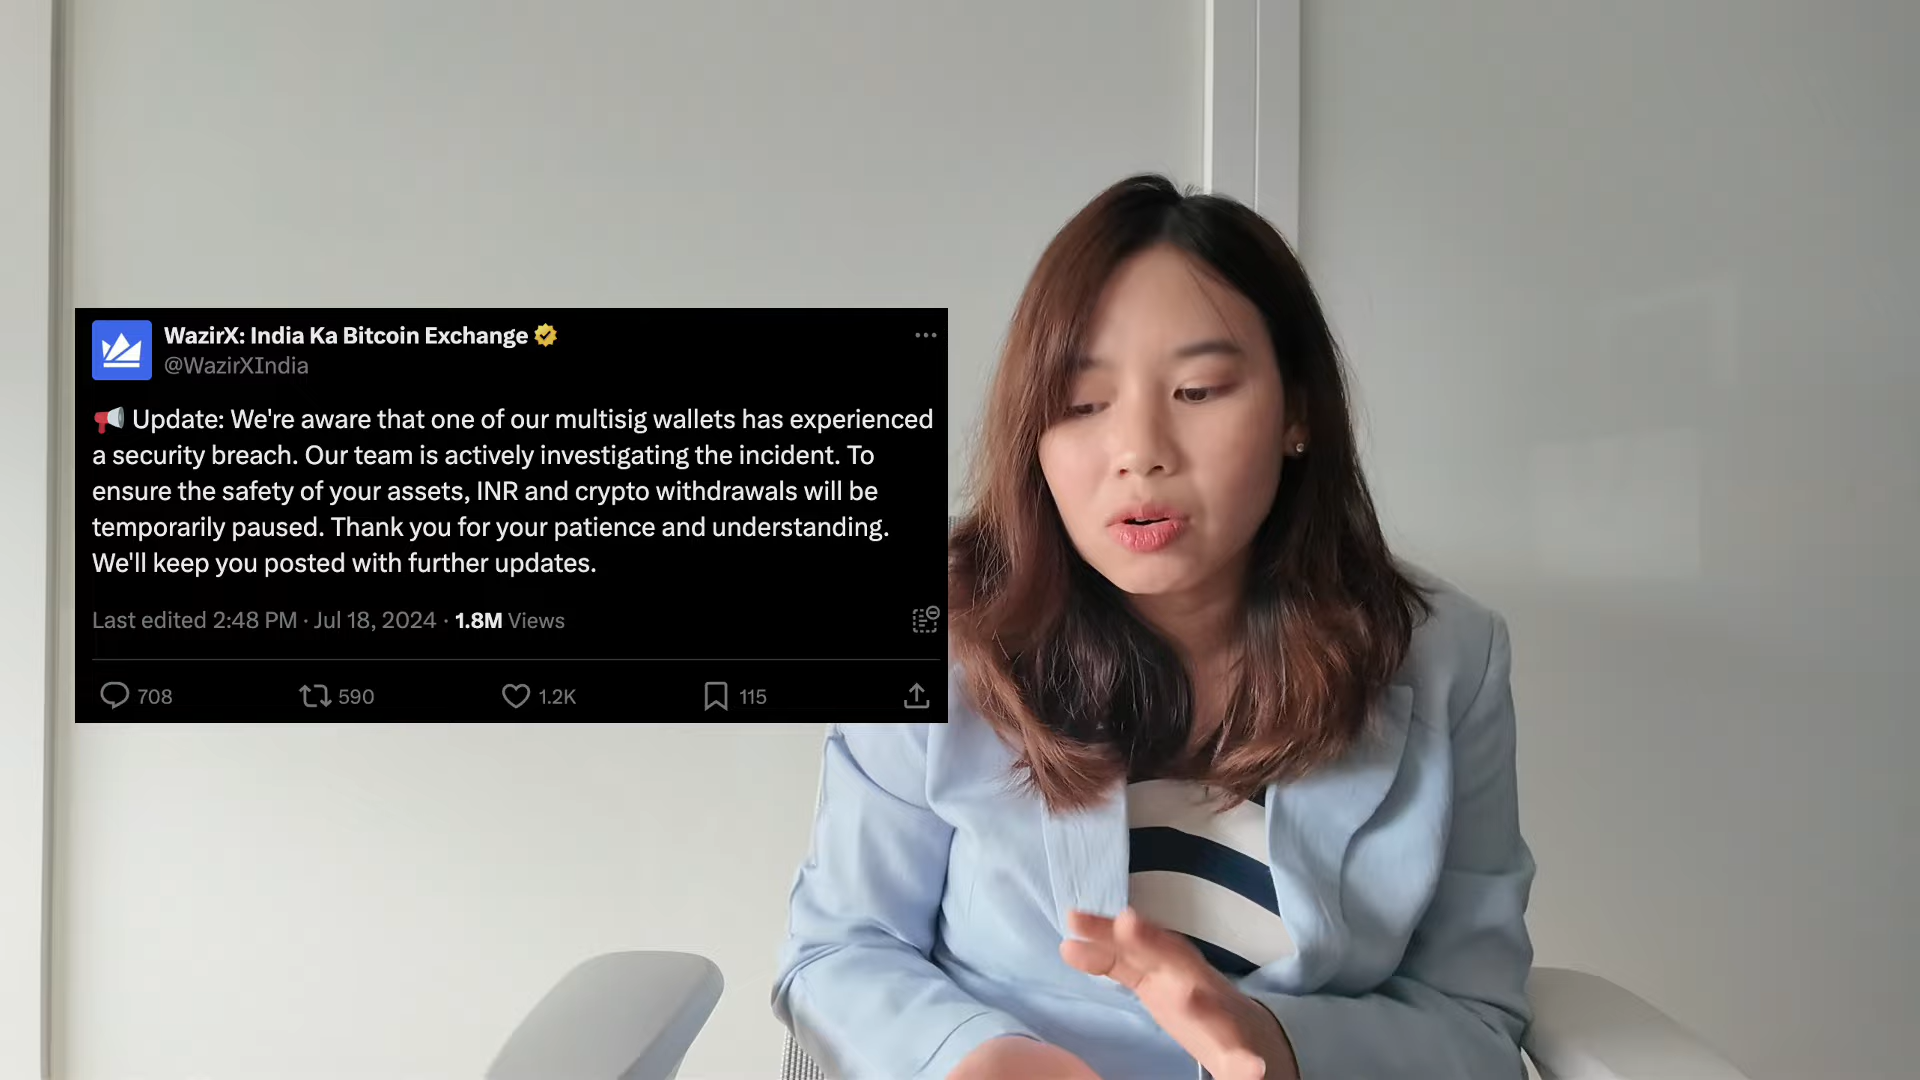 WazirX: India Ka Bitcoin Exchange
@WazirXIndia
📢 Update: We're aware that one of our multisig wallets has experienced
a security breach. Our team is actively investigating the incident. To
ensure the safety of your assets, INR and crypto withdrawals will be
temporarily paused. Thank you for your patience and understanding.
We'll keep you posted with further updates.
Last edited 2:48 PM · Jul 18, 2024 · 1.8M Views
708 590 1.2K 115